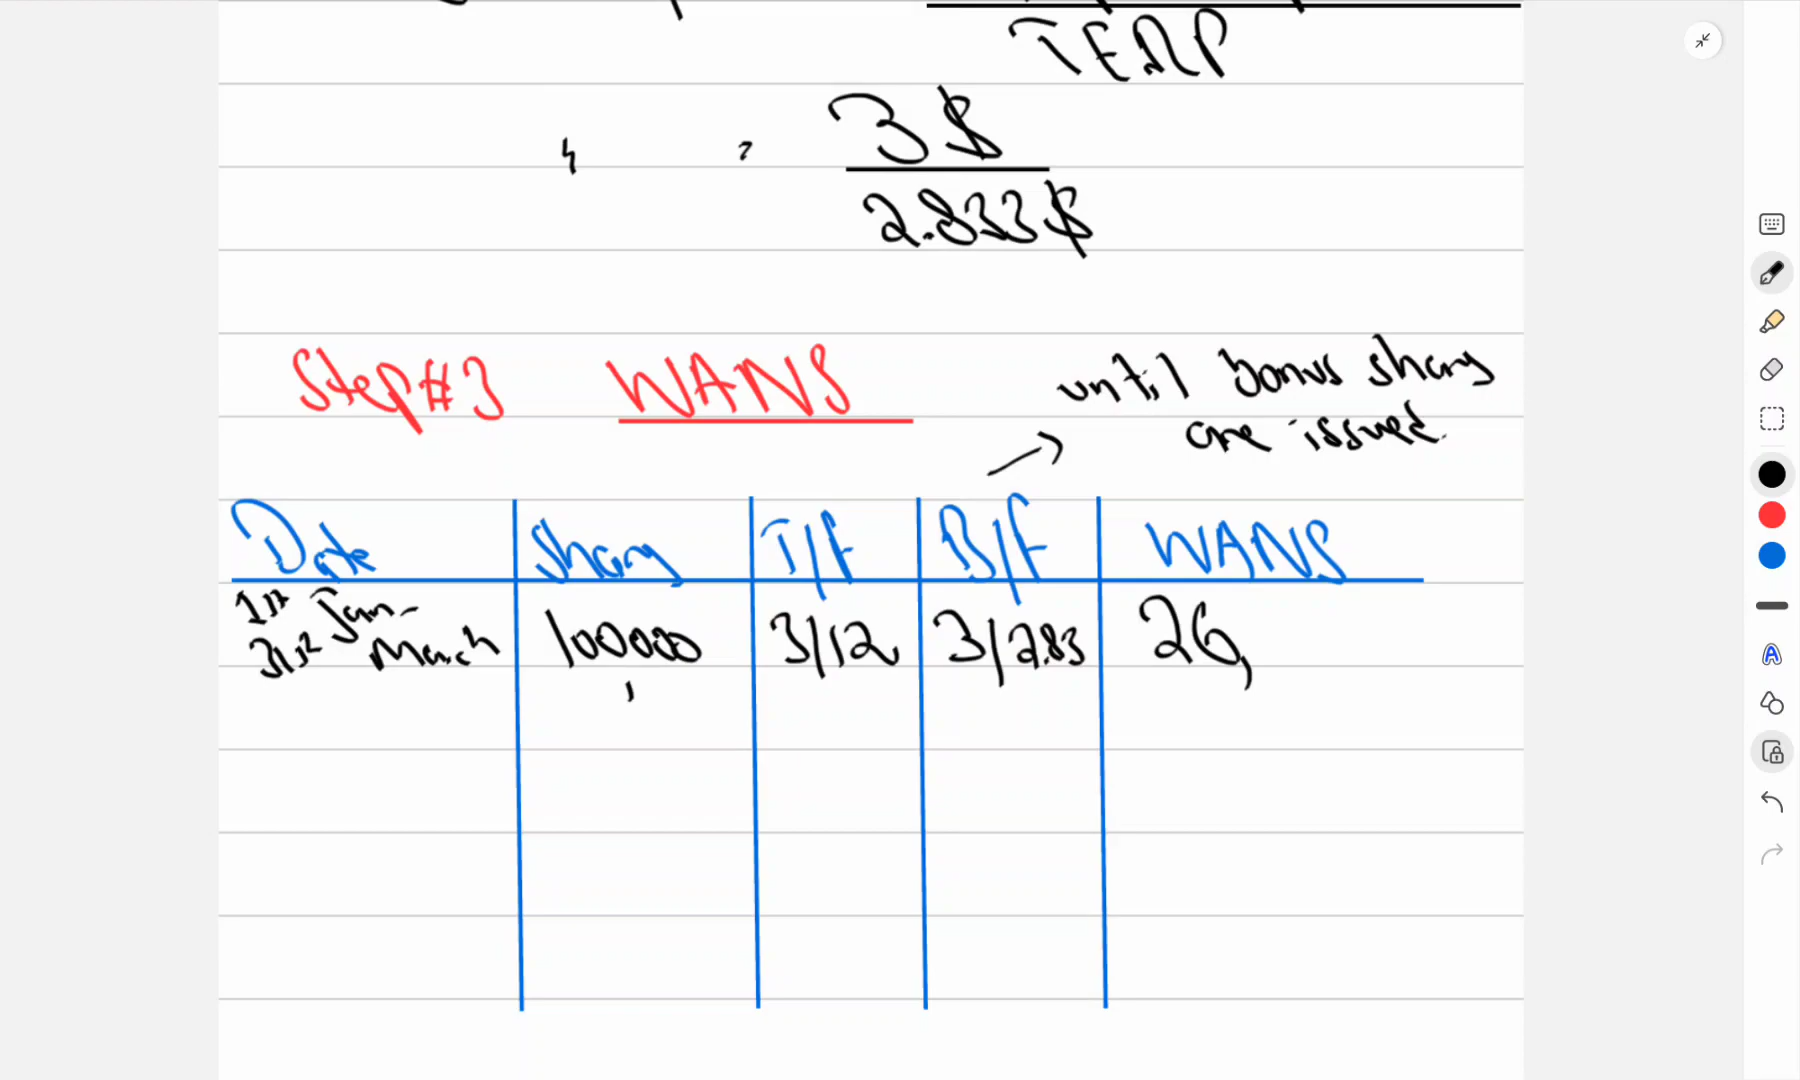 TERP
3$
2.833$
Step#3 WANS until bonus shares
are issued.
Date Shares T/F B/F WANS
1st Jan-
31st March 100000 3/12 3/2.83 26,